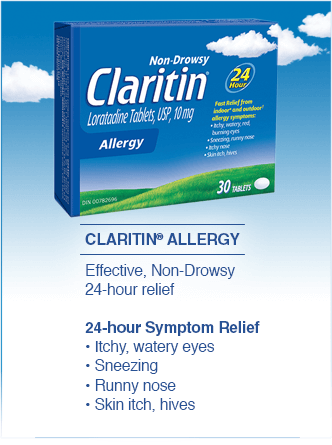 Non-Drowsy
Claritin®
Loratadine Tablets, USP, 10 mg
Allergy
24
Hour
Fast Relief from
indoor† and outdoor†
allergy symptoms:
• Itchy, watery, red,
burning-eyes
• Sneezing, runny nose
• Itchy nose
• Skin itch, hives
30 TABLETS
DIN 00782696
CLARITIN® ALLERGY
Effective, Non-Drowsy
24-hour relief
24-hour Symptom Relief
• Itchy, watery eyes
• Sneezing
• Runny nose
• Skin itch, hives